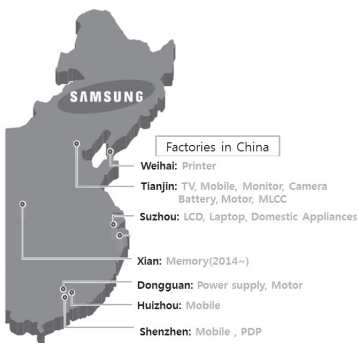 SAMSUNG
Factories in China
Weihai: Printer
Tianjin: TV, Mobile, Monitor, Camera
Battery, Motor, MLCC
Suzhou: LCD, Laptop, Domestic Appliances
Xian: Memory(2014~)
Dongguan: Power supply, Motor
Huizhou: Mobile
Shenzhen: Mobile , PDP